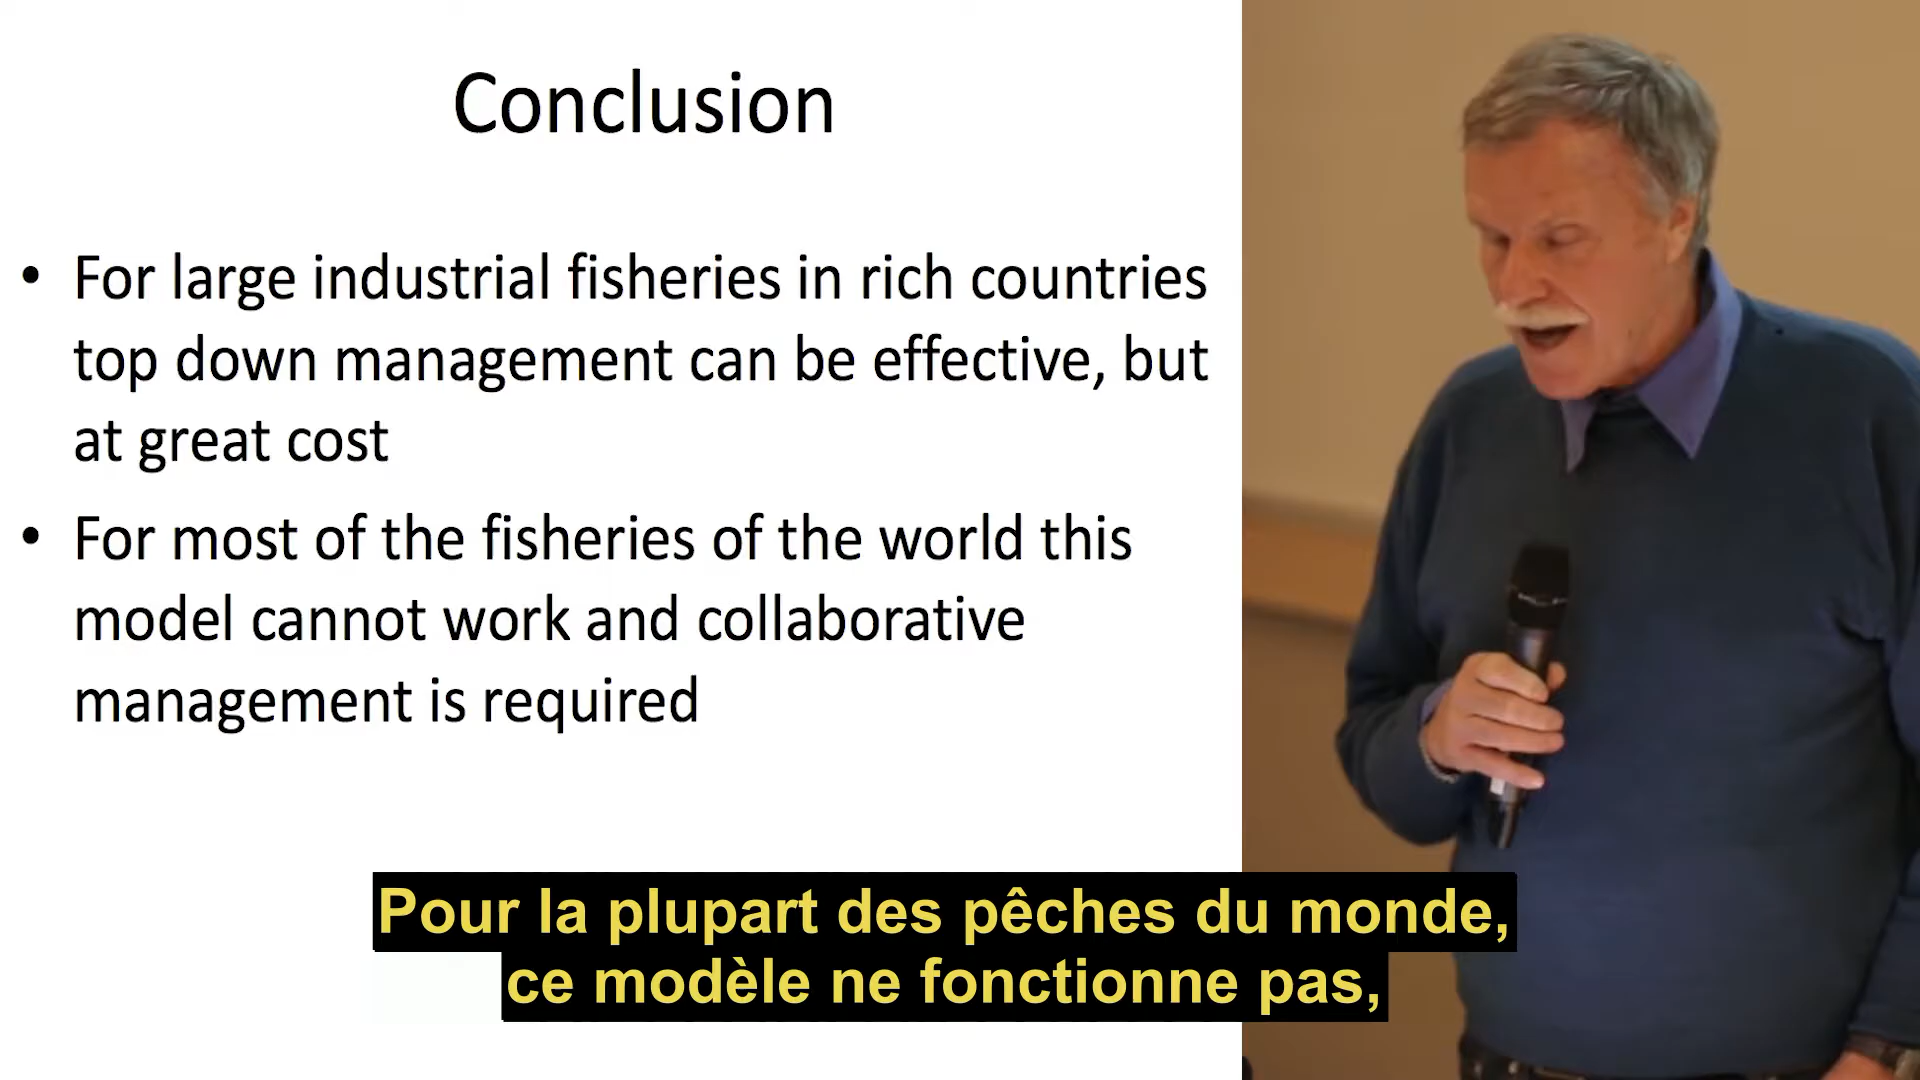 Conclusion
• For large industrial fisheries in rich countries
top down management can be effective, but
at great cost
• For most of the fisheries of the world this
model cannot work and collaborative
management is required
Pour la plupart des pêches du monde,
ce modèle ne fonctionne pas,